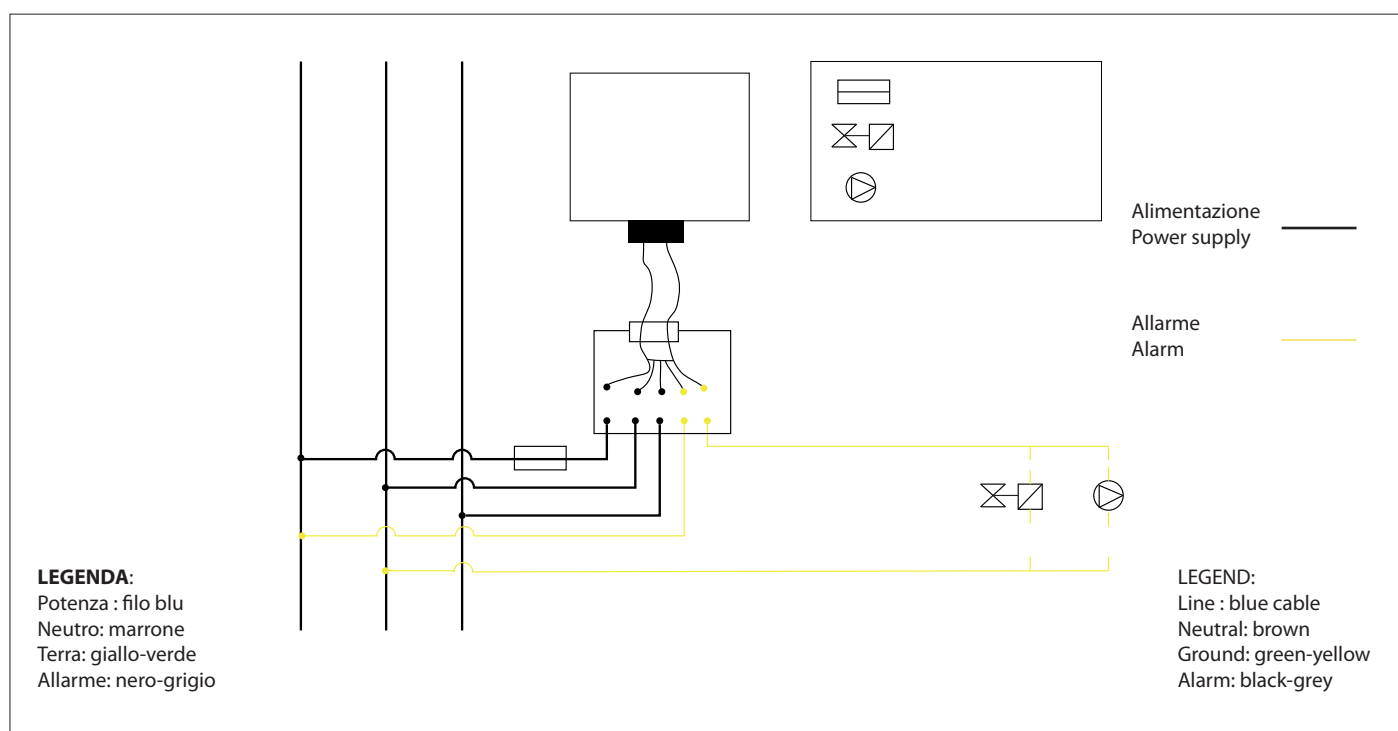 Alimentazione
Power supply
Allarme
Alarm
LEGENDA:
Potenza : filo blu
Neutro: marrone
Terra: giallo-verde
Allarme: nero-grigio
LEGEND:
Line : blue cable
Neutral: brown
Ground: green-yellow
Alarm: black-grey